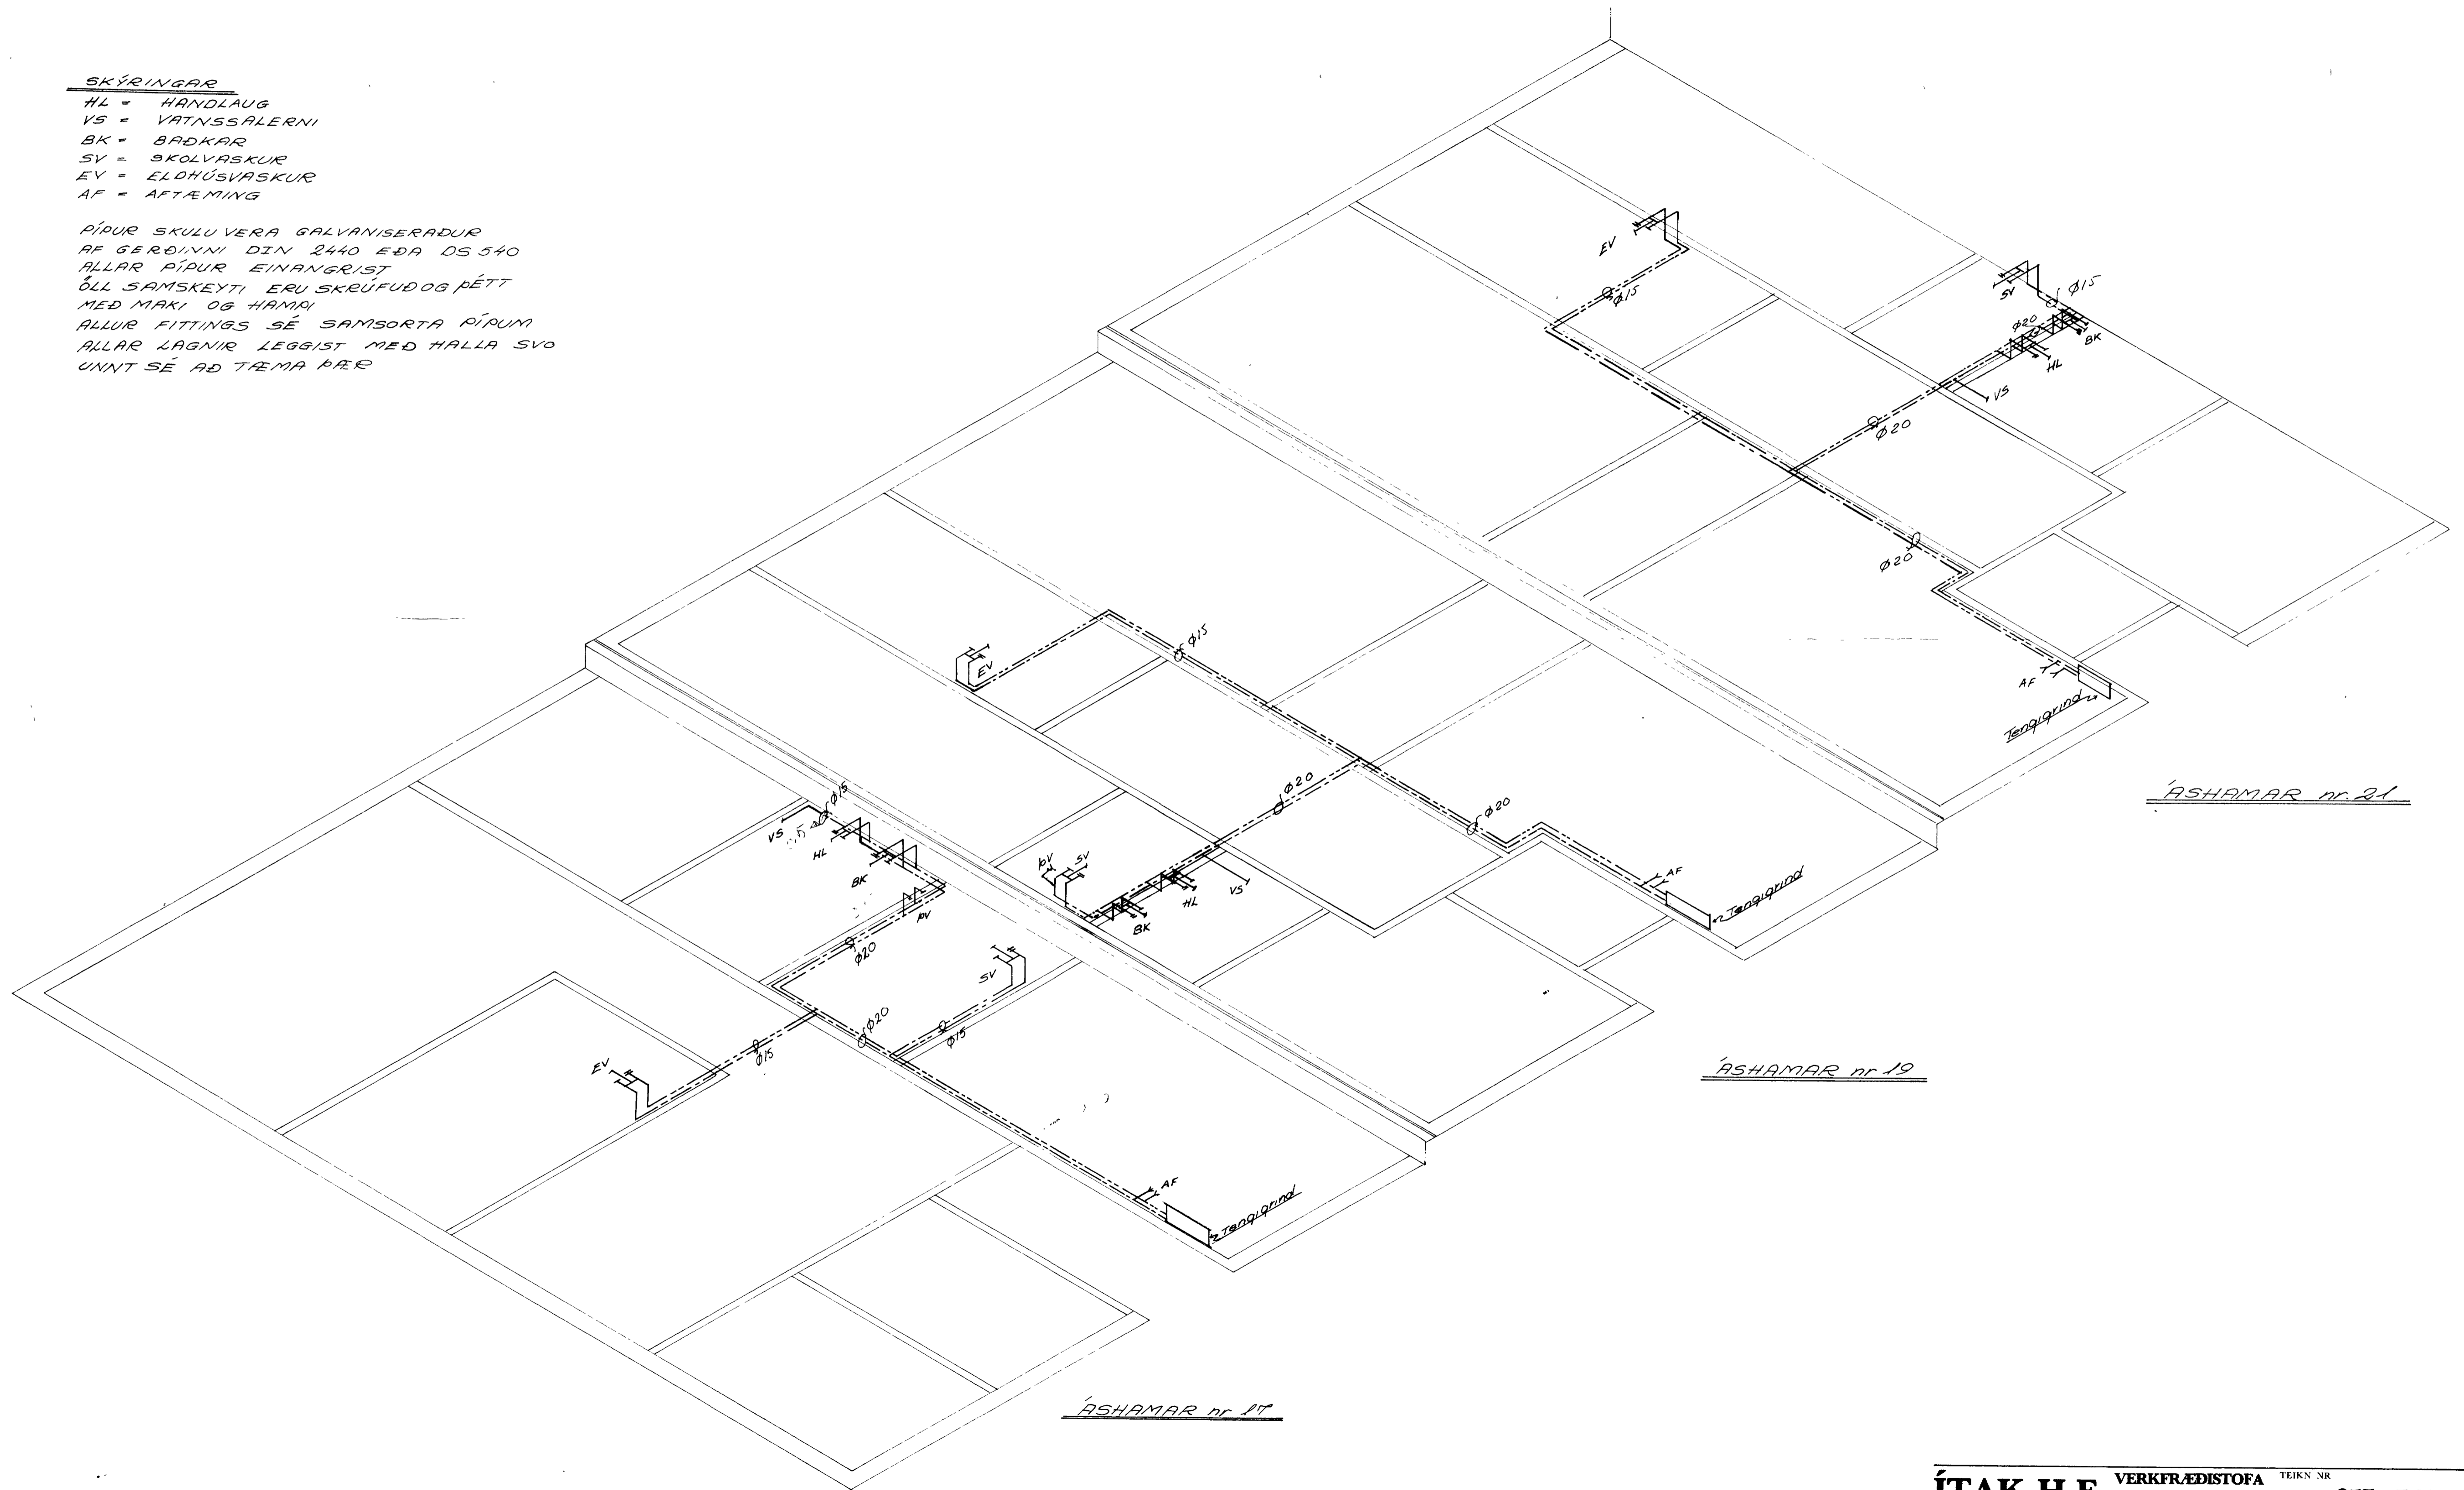 SKÝRINGAR
HL = HANDLAUG
VS = VATNSSALERNI
BK = BAÐKAR
SV = SKOLVASKUR
EV = ELDHÚSVASKUR
AF = AFTÆMING
PÍPUR SKULU VERA GALVANISERAÐUR
AF GERÐINNI DIN 2440 EÐA DS 540
ALLAR PÍPUR EINANGRIST
ÖLL SAMSKEYTI ERU SKRÚFUÐ OG ÞÉTT
MEÐ MAKI OG HAMPI
ALLUR FITTINGS SÉ SAMSORTA PÍPUM
ALLAR LAGNIR LEGGIST MEÐ HALLA SVO
UNNT SÉ AÐ TÆMA ÞÆR
EV
Ø15
SV
Ø15
Ø20
BK
HL
VS
Ø20
Ø20
AF
Tengigrind
ÁSHAMAR nr. 21
EV
Ø15
Ø20
Ø20
ÞV
SV
VS
HL
BK
AF
Tengigrind
ÁSHAMAR nr 19
Ø15
VS
HL
BK
ÞV
Ø20
SV
Ø20
Ø15
Ø15
EV
AF
Tengigrind
ÁSHAMAR nr 17
ÍTAK H.F.
VERKFRÆÐISTOFA
TEIKN NR